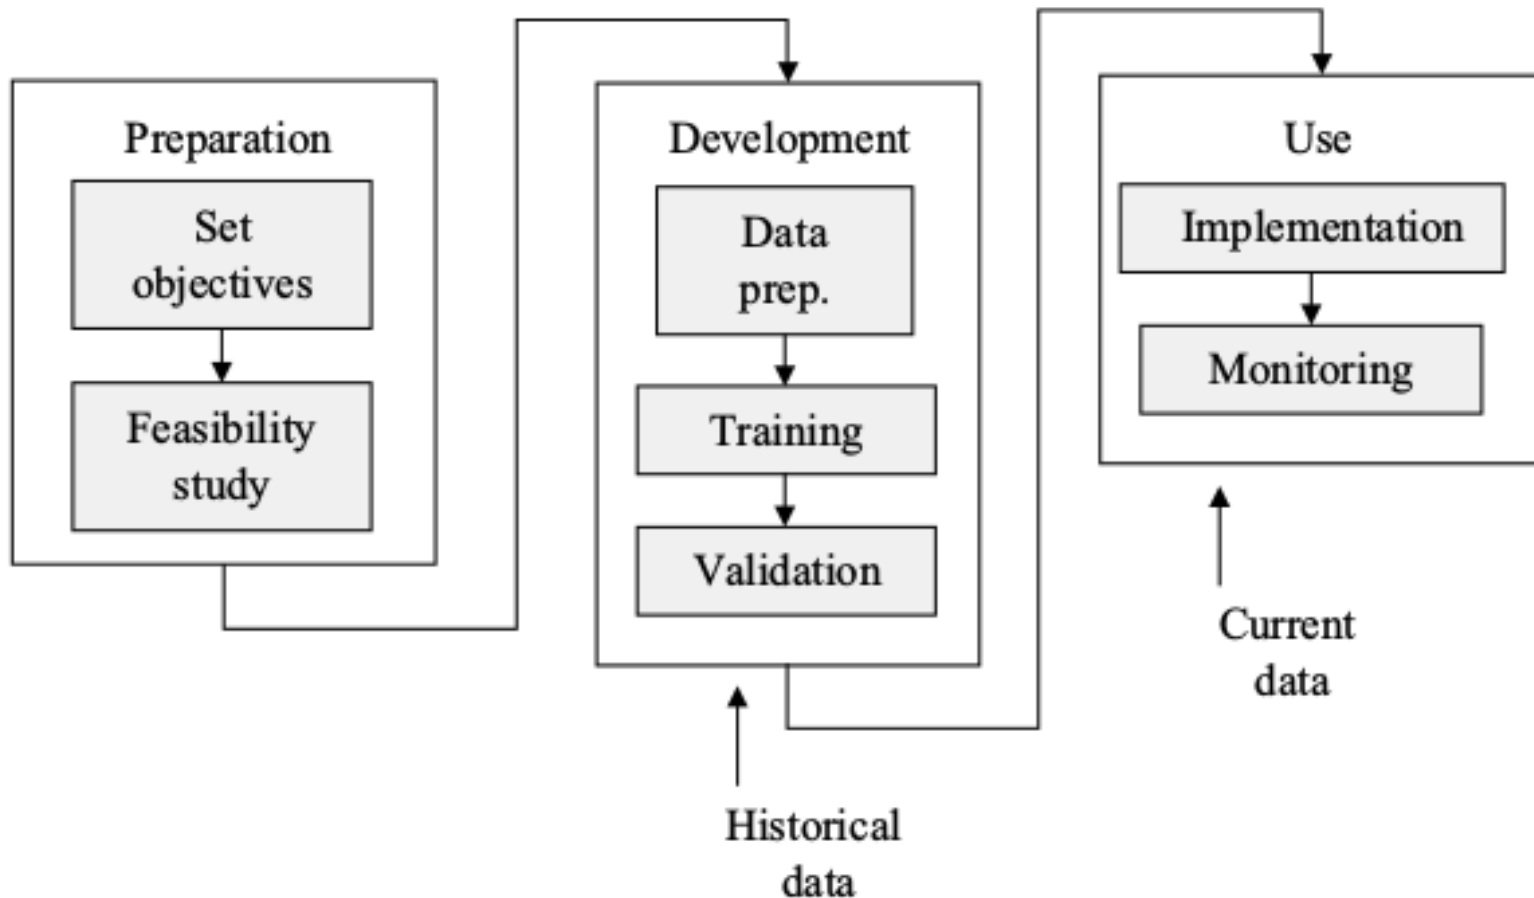 Preparation
Set
objectives
Feasibility
study
Development
Data
prep.
Training
Validation
Historical
data
Use
Implementation
Monitoring
Current
data